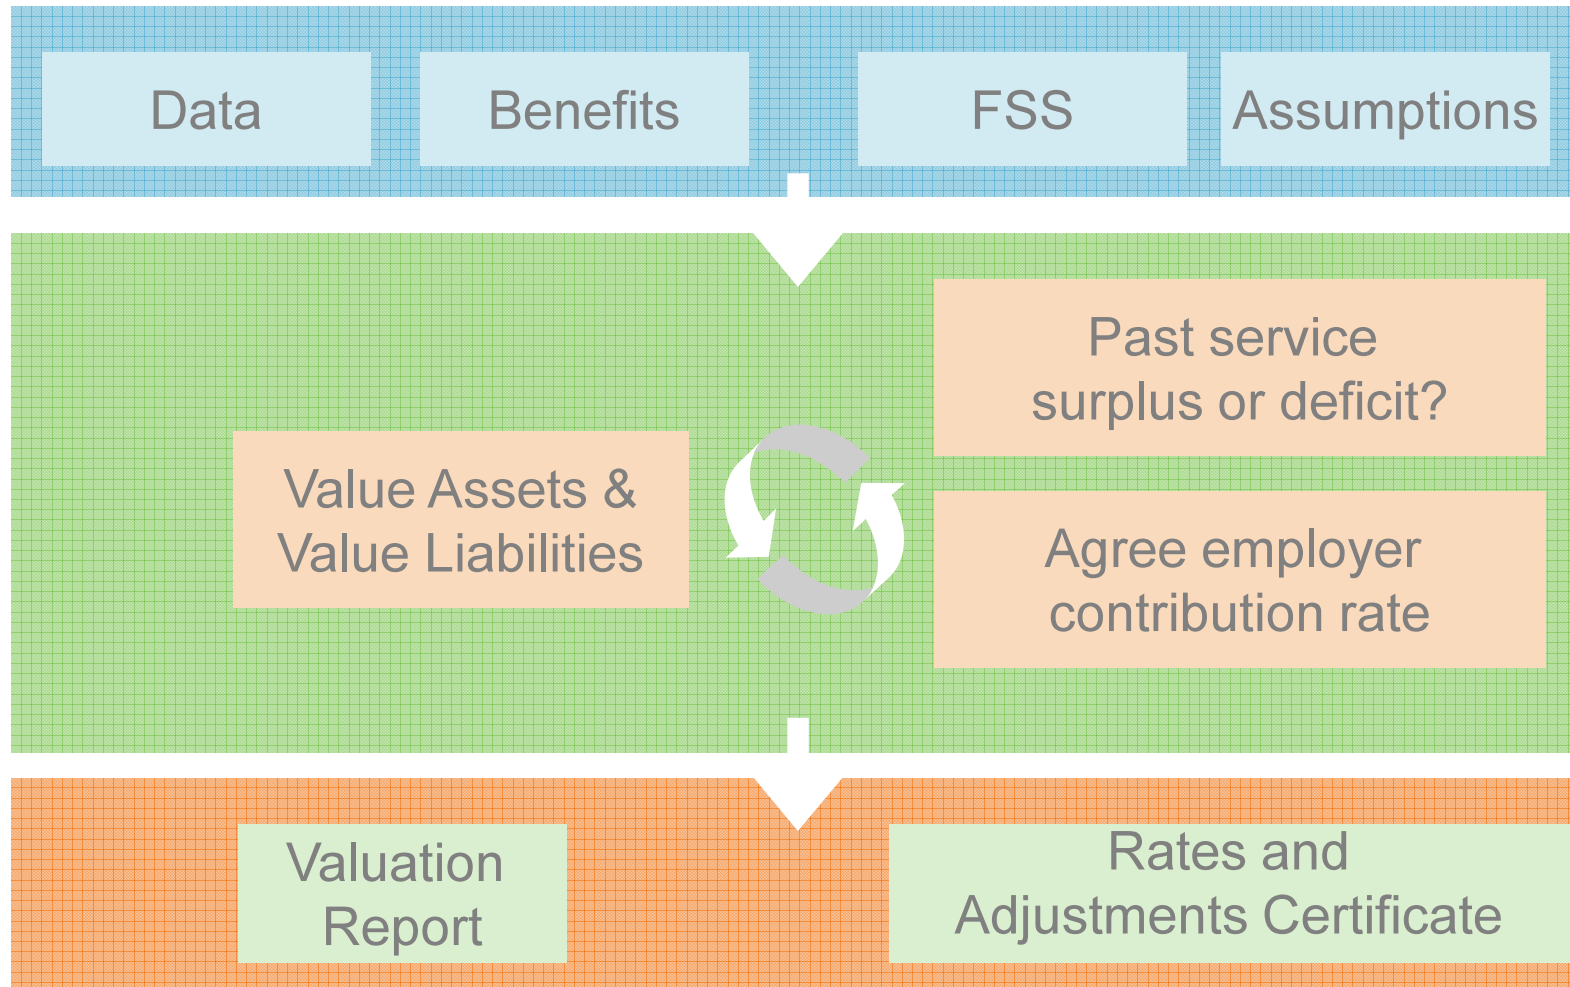 Data
Benefits
FSS
Assumptions
Past service
surplus or deficit?
Value Assets &
Value Liabilities
Agree employer
contribution rate
Valuation
Report
Rates and
Adjustments Certificate